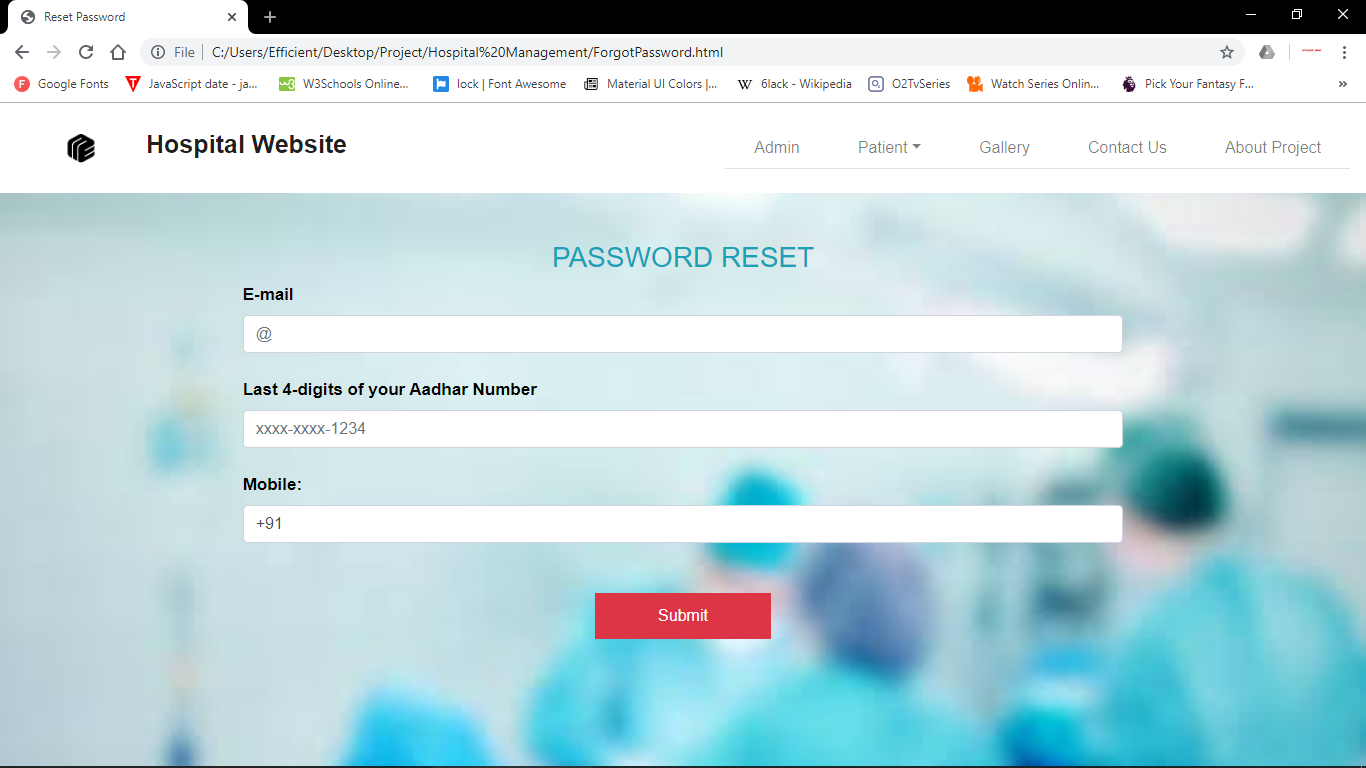 Reset Password
File
C:/Users/Efficient/Desktop/Project/Hospital%20Management/ForgotPassword.html
Google Fonts
JavaScript date - ja...
W3Schools Online...
lock | Font Awesome
Material UI Colors |...
6lack - Wikipedia
O2TvSeries
Watch Series Onlin...
Pick Your Fantasy F...
»
Hospital Website
Admin
Patient
Gallery
Contact Us
About Project
PASSWORD RESET
E-mail
@
Last 4-digits of your Aadhar Number
xxxx-xxxx-1234
Mobile:
+91
Submit